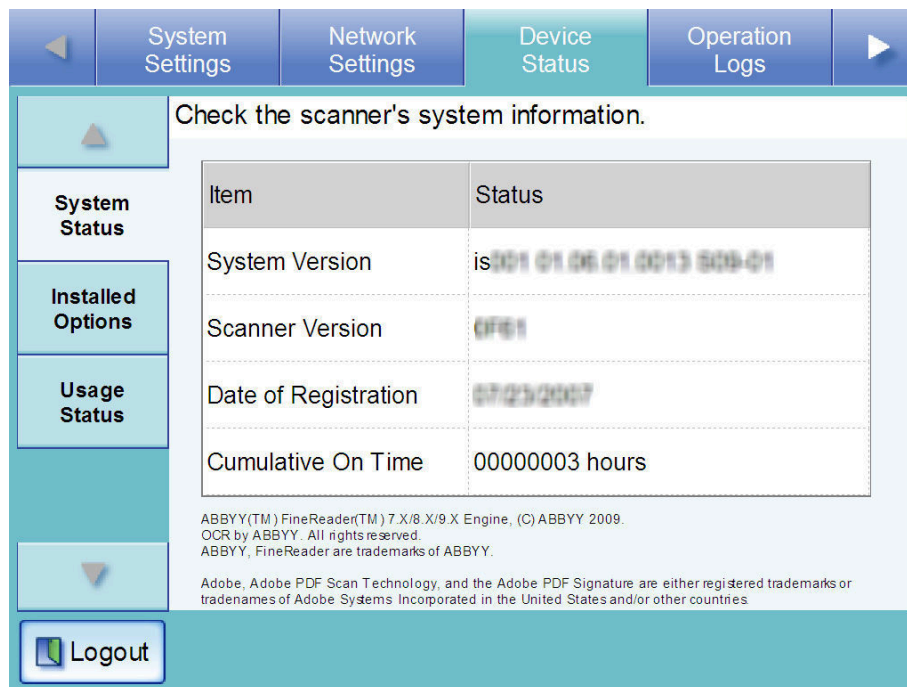 System
Settings
Network
Settings
Device
Status
Operation
Logs
Check the scanner's system information.
System
Status
Installed
Options
Usage
Status
Item Status
System Version is
Scanner Version
Date of Registration
Cumulative On Time 00000003 hours
ABBYY(TM) FineReader(TM) 7.X/8.X/9.X Engine, (C) ABBYY 2009.
OCR by ABBYY. All rights reserved.
ABBYY, FineReader are trademarks of ABBYY.
Adobe, Adobe PDF Scan Technology, and the Adobe PDF Signature are either registered trademarks or
tradenames of Adobe Systems Incorporated in the United States and/or other countries.
Logout